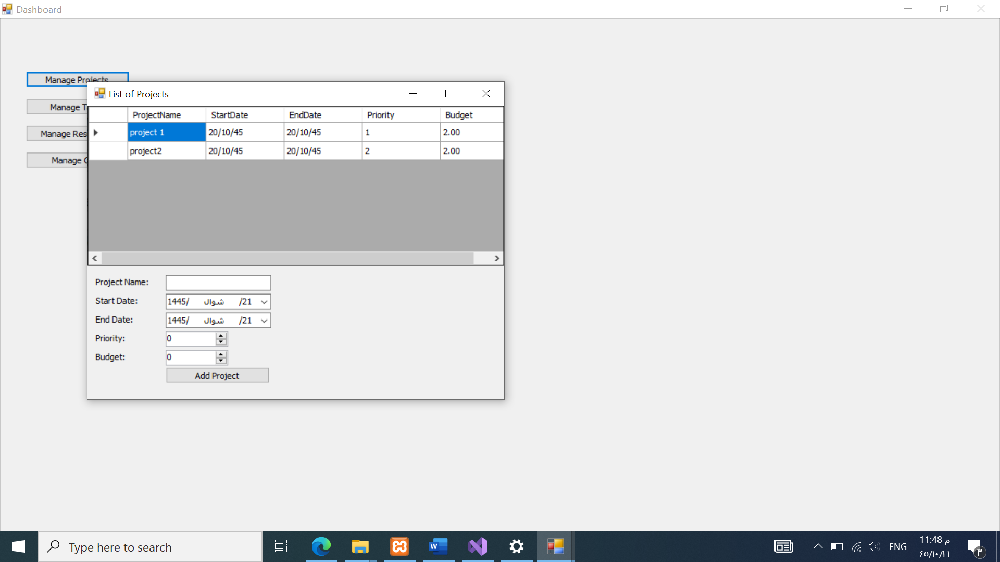 Dashboard
Manage Projects
Manage T
Manage Res
Manage C
List of Projects
ProjectName StartDate EndDate Priority Budget
project 1 20/10/45 20/10/45 1 2.00
project2 20/10/45 20/10/45 2 2.00
Project Name:
Start Date: 1445/ شوال /21
End Date: 1445/ شوال /21
Priority: 0
Budget: 0
Add Project
Type here to search
W
ENG
11:48 م
٤٥/١٠/٢١
٣